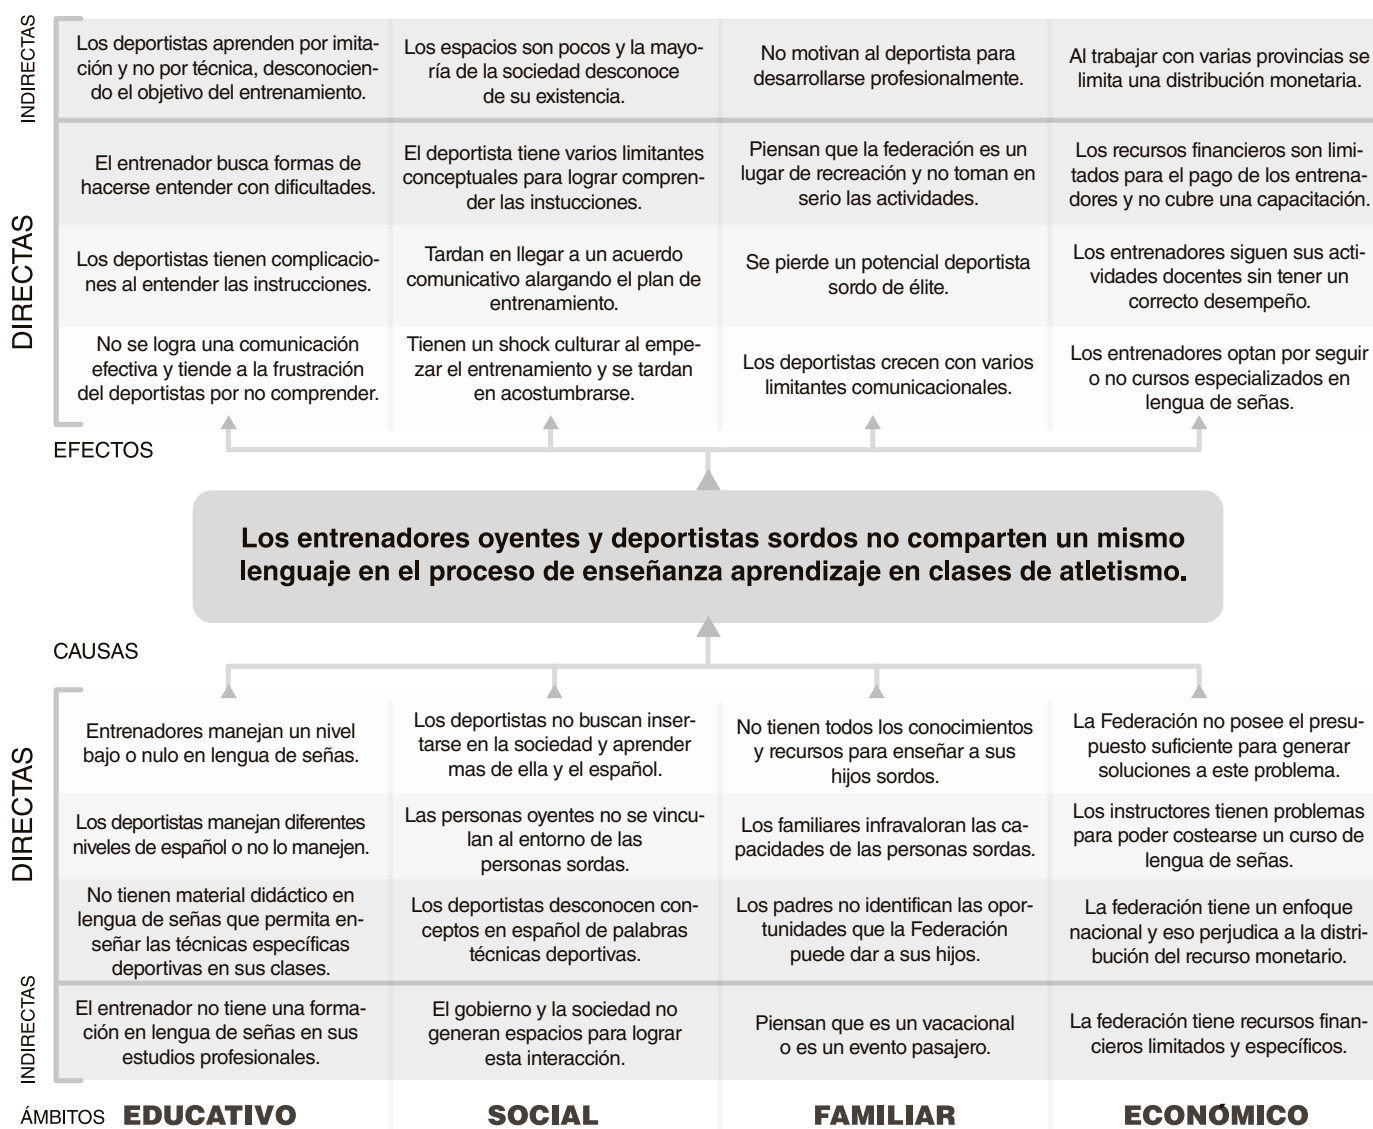 INDIRECTAS
Los deportistas aprenden por imita-
ción y no por técnica, desconocien-
do el objetivo del entrenamiento.
Los espacios son pocos y la mayo-
ría de la sociedad desconoce
de su existencia.
No motivan al deportista para
desarrollarse profesionalmente.
Al trabajar con varias provincias se
limita una distribución monetaria.
DIRECTAS
El entrenador busca formas de
hacerse entender con dificultades.
El deportista tiene varios limitantes
conceptuales para lograr compren-
der las instucciones.
Piensan que la federación es un
lugar de recreación y no toman en
serio las actividades.
Los recursos financieros son limi-
tados para el pago de los entrena-
dores y no cubre una capacitación.
Los deportistas tienen complicacio-
nes al entender las instrucciones.
Tardan en llegar a un acuerdo
comunicativo alargando el plan de
entrenamiento.
Se pierde un potencial deportista
sordo de élite.
Los entrenadores siguen sus acti-
vidades docentes sin tener un
correcto desempeño.
No se logra una comunicación
efectiva y tiende a la frustración
del deportistas por no comprender.
Tienen un shock culturar al empe-
zar el entrenamiento y se tardan
en acostumbrarse.
Los deportistas crecen con varios
limitantes comunicacionales.
Los entrenadores optan por seguir
o no cursos especializados en
lengua de señas.
EFECTOS
Los entrenadores oyentes y deportistas sordos no comparten un mismo
lenguaje en el proceso de enseñanza aprendizaje en clases de atletismo.
CAUSAS
DIRECTAS
Entrenadores manejan un nivel
bajo o nulo en lengua de señas.
Los deportistas no buscan inser-
tarse en la sociedad y aprender
mas de ella y el español.
No tienen todos los conocimientos
y recursos para enseñar a sus
hijos sordos.
La Federación no posee el presu-
puesto suficiente para generar
soluciones a este problema.
Los deportistas manejan diferentes
niveles de español o no lo manejen.
Las personas oyentes no se vincu-
lan al entorno de las
personas sordas.
Los familiares infravaloran las ca-
pacidades de las personas sordas.
Los instructores tienen problemas
para poder costearse un curso de
lengua de señas.
No tienen material didáctico en
lengua de señas que permita en-
señar las técnicas específicas
deportivas en sus clases.
Los deportistas desconocen con-
ceptos en español de palabras
técnicas deportivas.
Los padres no identifican las opor-
tunidades que la Federación
puede dar a sus hijos.
La federación tiene un enfoque
nacional y eso perjudica a la distri-
bución del recurso monetario.
INDIRECTAS
El entrenador no tiene una forma-
ción en lengua de señas en sus
estudios profesionales.
El gobierno y la sociedad no
generan espacios para lograr
esta interacción.
Piensan que es un vacacional
o es un evento pasajero.
La federación tiene recursos finan-
cieros limitados y específicos.
ÁMBITOS EDUCATIVO SOCIAL FAMILIAR ECONÓMICO